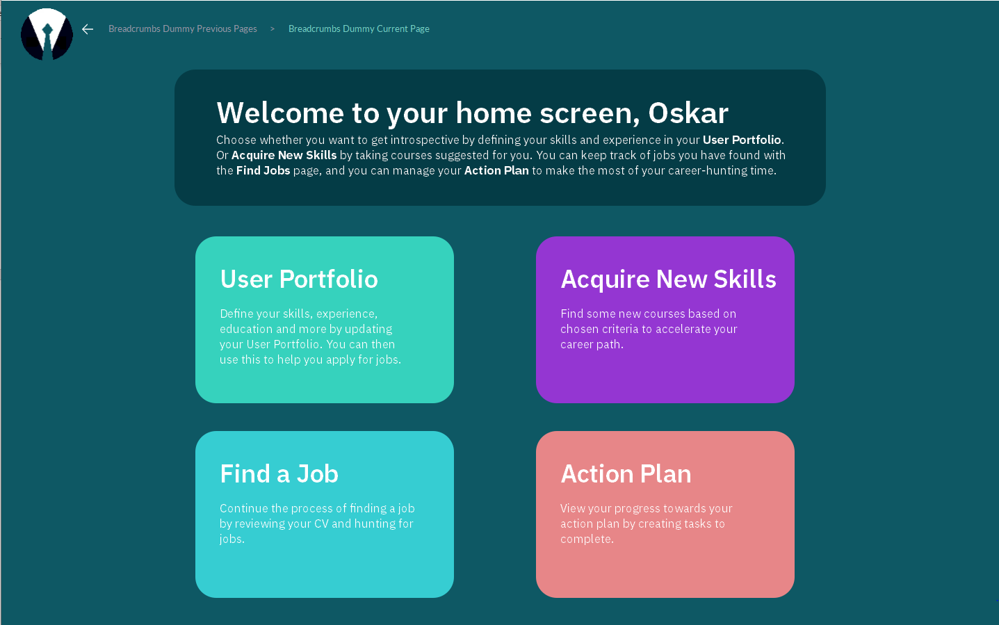 Breadcrumbs Dummy Previous Pages > Breadcrumbs Dummy Current Page
Welcome to your home screen, Oskar
Choose whether you want to get introspective by defining your skills and experience in your User Portfolio.
Or Acquire New Skills by taking courses suggested for you. You can keep track of jobs you have found with
the Find Jobs page, and you can manage your Action Plan to make the most of your career-hunting time.
User Portfolio
Define your skills, experience,
education and more by updating
your User Portfolio. You can then
use this to help you apply for jobs.
Acquire New Skills
Find some new courses based on
chosen criteria to accelerate your
career path.
Find a Job
Continue the process of finding a job
by reviewing your CV and hunting for
jobs.
Action Plan
View your progress towards your
action plan by creating tasks to
complete.